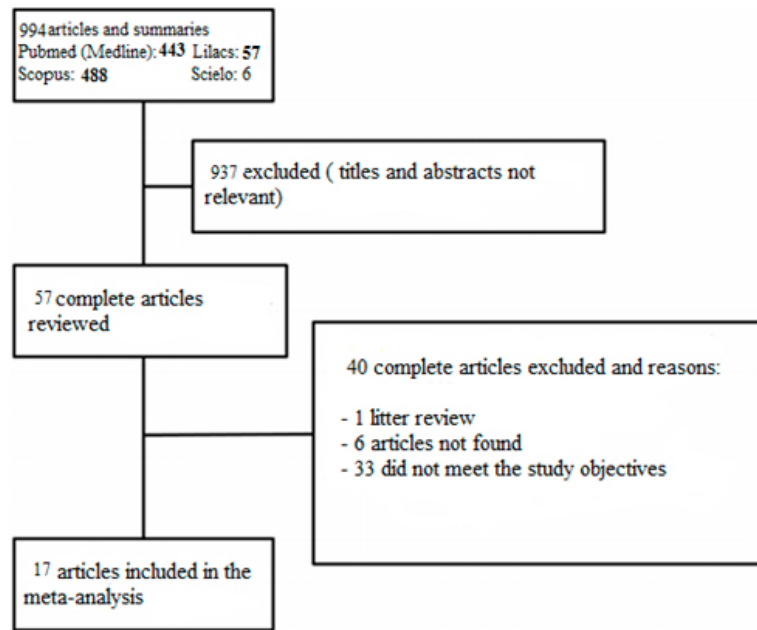 994 articles and summaries
Pubmed (Medline): 443 Lilacs: 57
Scopus: 488 Scielo: 6
937 excluded ( titles and abstracts not
relevant)
57 complete articles
reviewed
40 complete articles excluded and reasons:
- 1 litter review
- 6 articles not found
- 33 did not meet the study objectives
17 articles included in the
meta-analysis